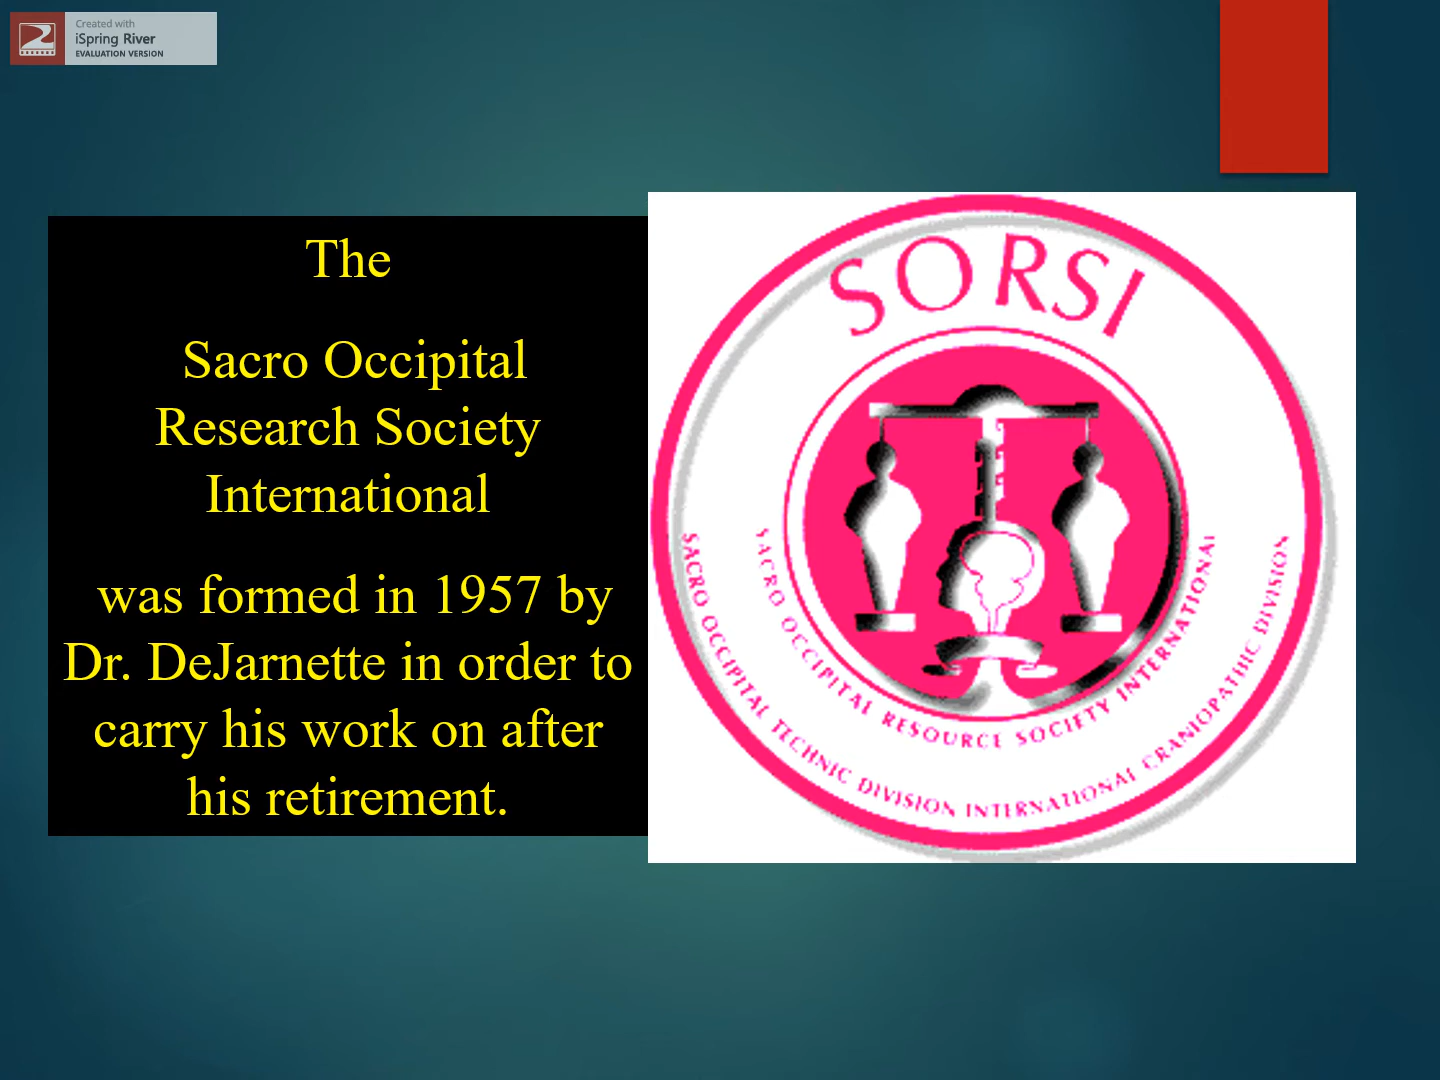 Created with
iSpring River
EVALUATION VERSION
The
Sacro Occipital
Research Society
International
was formed in 1957 by
Dr. DeJarnette in order to
carry his work on after
his retirement.
SORSI
SACRO OCCIPITAL RESOURCE SOCIETY INTERNATIONAL
SACRO OCCIPITAL TECHNIC DIVISION INTERNATIONAL CRANIOPATHIC DIVISION